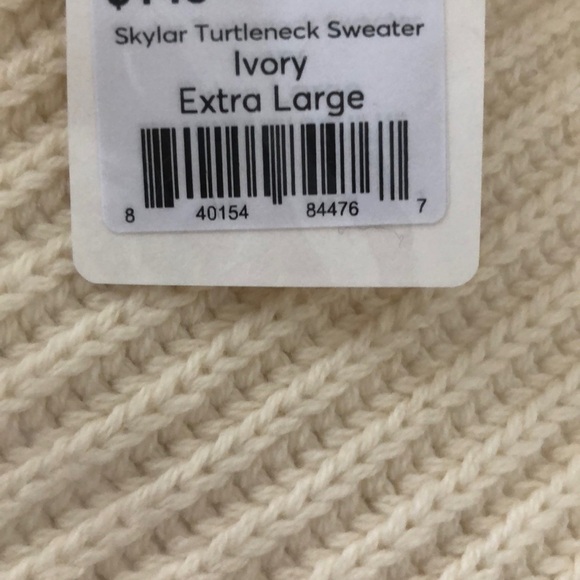 Skylar Turtleneck Sweater
Ivory
Extra Large
8 40154 84476 7